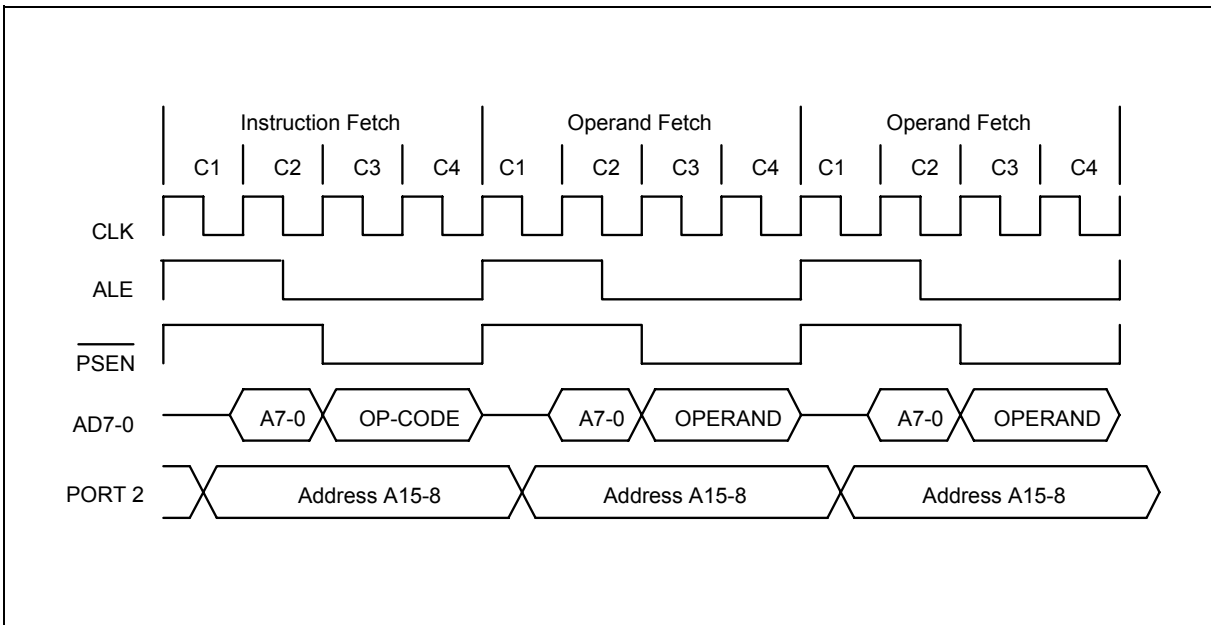 Instruction Fetch Operand Fetch Operand Fetch
C1 C2 C3 C4 C1 C2 C3 C4 C1 C2 C3 C4
CLK
ALE
PSEN
AD7-0 A7-0 OP-CODE A7-0 OPERAND A7-0 OPERAND
PORT 2 Address A15-8 Address A15-8 Address A15-8